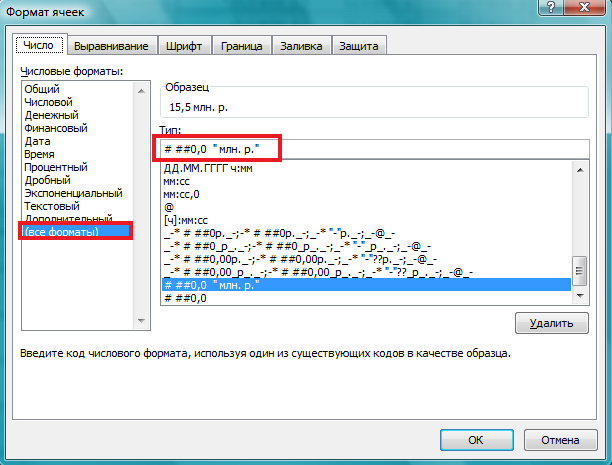 Формат ячеек
Число Выравнивание Шрифт Граница Заливка Защита
Числовые форматы:
Общий
Числовой
Денежный
Финансовый
Дата
Время
Процентный
Дробный
Экспоненциальный
Текстовый
Дополнительный
(все форматы)
Образец
15,5 млн. р.
Тип:
# ##0,0 "млн. р."
ДД.ММ.ГГГГ ч:мм
мм:сс
мм:сс,0
@
[ч]:мм:сс
_-* # ##0р._-;-* # ##0р._-;_-* "-"р._-;_-@_-
_-* # ##0_р_._-;-* # ##0_р_._-;_-* "-"_р_._-;_-@_-
_-* # ##0,00р._-;-* # ##0,00р._-;_-* "-"??р._-;_-@_-
_-* # ##0,00_р_._-;-* # ##0,00_р_._-;_-* "-"??_р_._-;_-@_-
# ##0,0 "млн. р."
# ##0,0
Удалить
Введите код числового формата, используя один из существующих кодов в качестве образца.
ОК Отмена